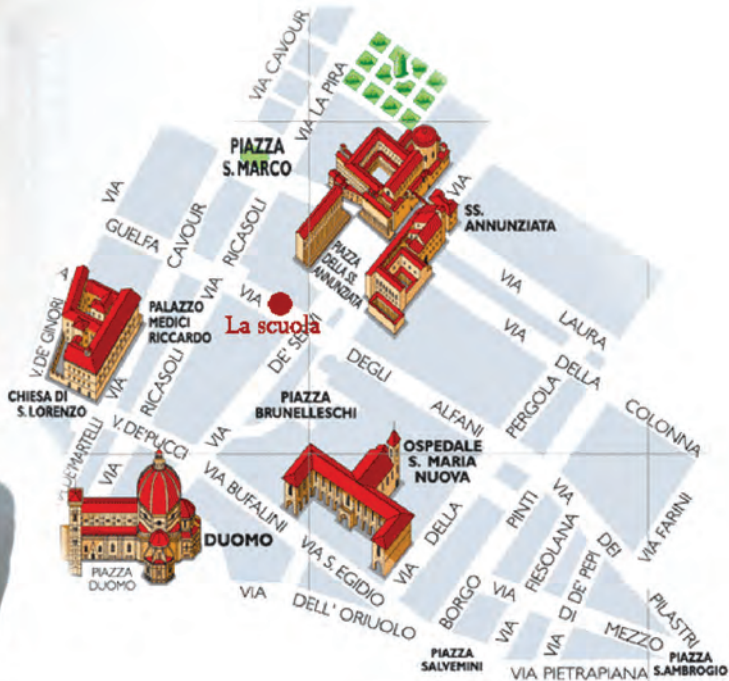 VIA CAVOUR
VIA LA PIRA
PIAZZA
S. MARCO
VIA
GUELFA
CAVOUR
VIA
RICASOLI
VIA
SS.
ANNUNZIATA
PIAZZA
DELLA SS.
ANNUNZIATA
VIA
LAURA
A
V. DE' GINORI
PALAZZO
MEDICI
RICCARDO
VIA
La scuola
DE' SERVI
VIA
DELLA
COLONNA
CHIESA DI
S. LORENZO
VIA
RICASOLI
VIA
PIAZZA
BRUNELLESCHI
DEGLI
ALFANI
PERGOLA
V. DE' PUCCI
VIA
OSPEDALE
S. MARIA
NUOVA
MARTELLI
VIA BUFALINI
DUOMO
PIAZZA
DUOMO
VIA S. EGIDIO
VIA
DELLA
PINTI
VIA
DEI
PILASTRI
VIA FARINI
FIESOLANA
VIA
DELL' ORIUOLO
BORGO
VIA
DI
MEZZO
VIA
VIA
DE' PEPI
PIAZZA
SALVEMINI
VIA PIETRAPIANA
PIAZZA
S.AMBROGIO